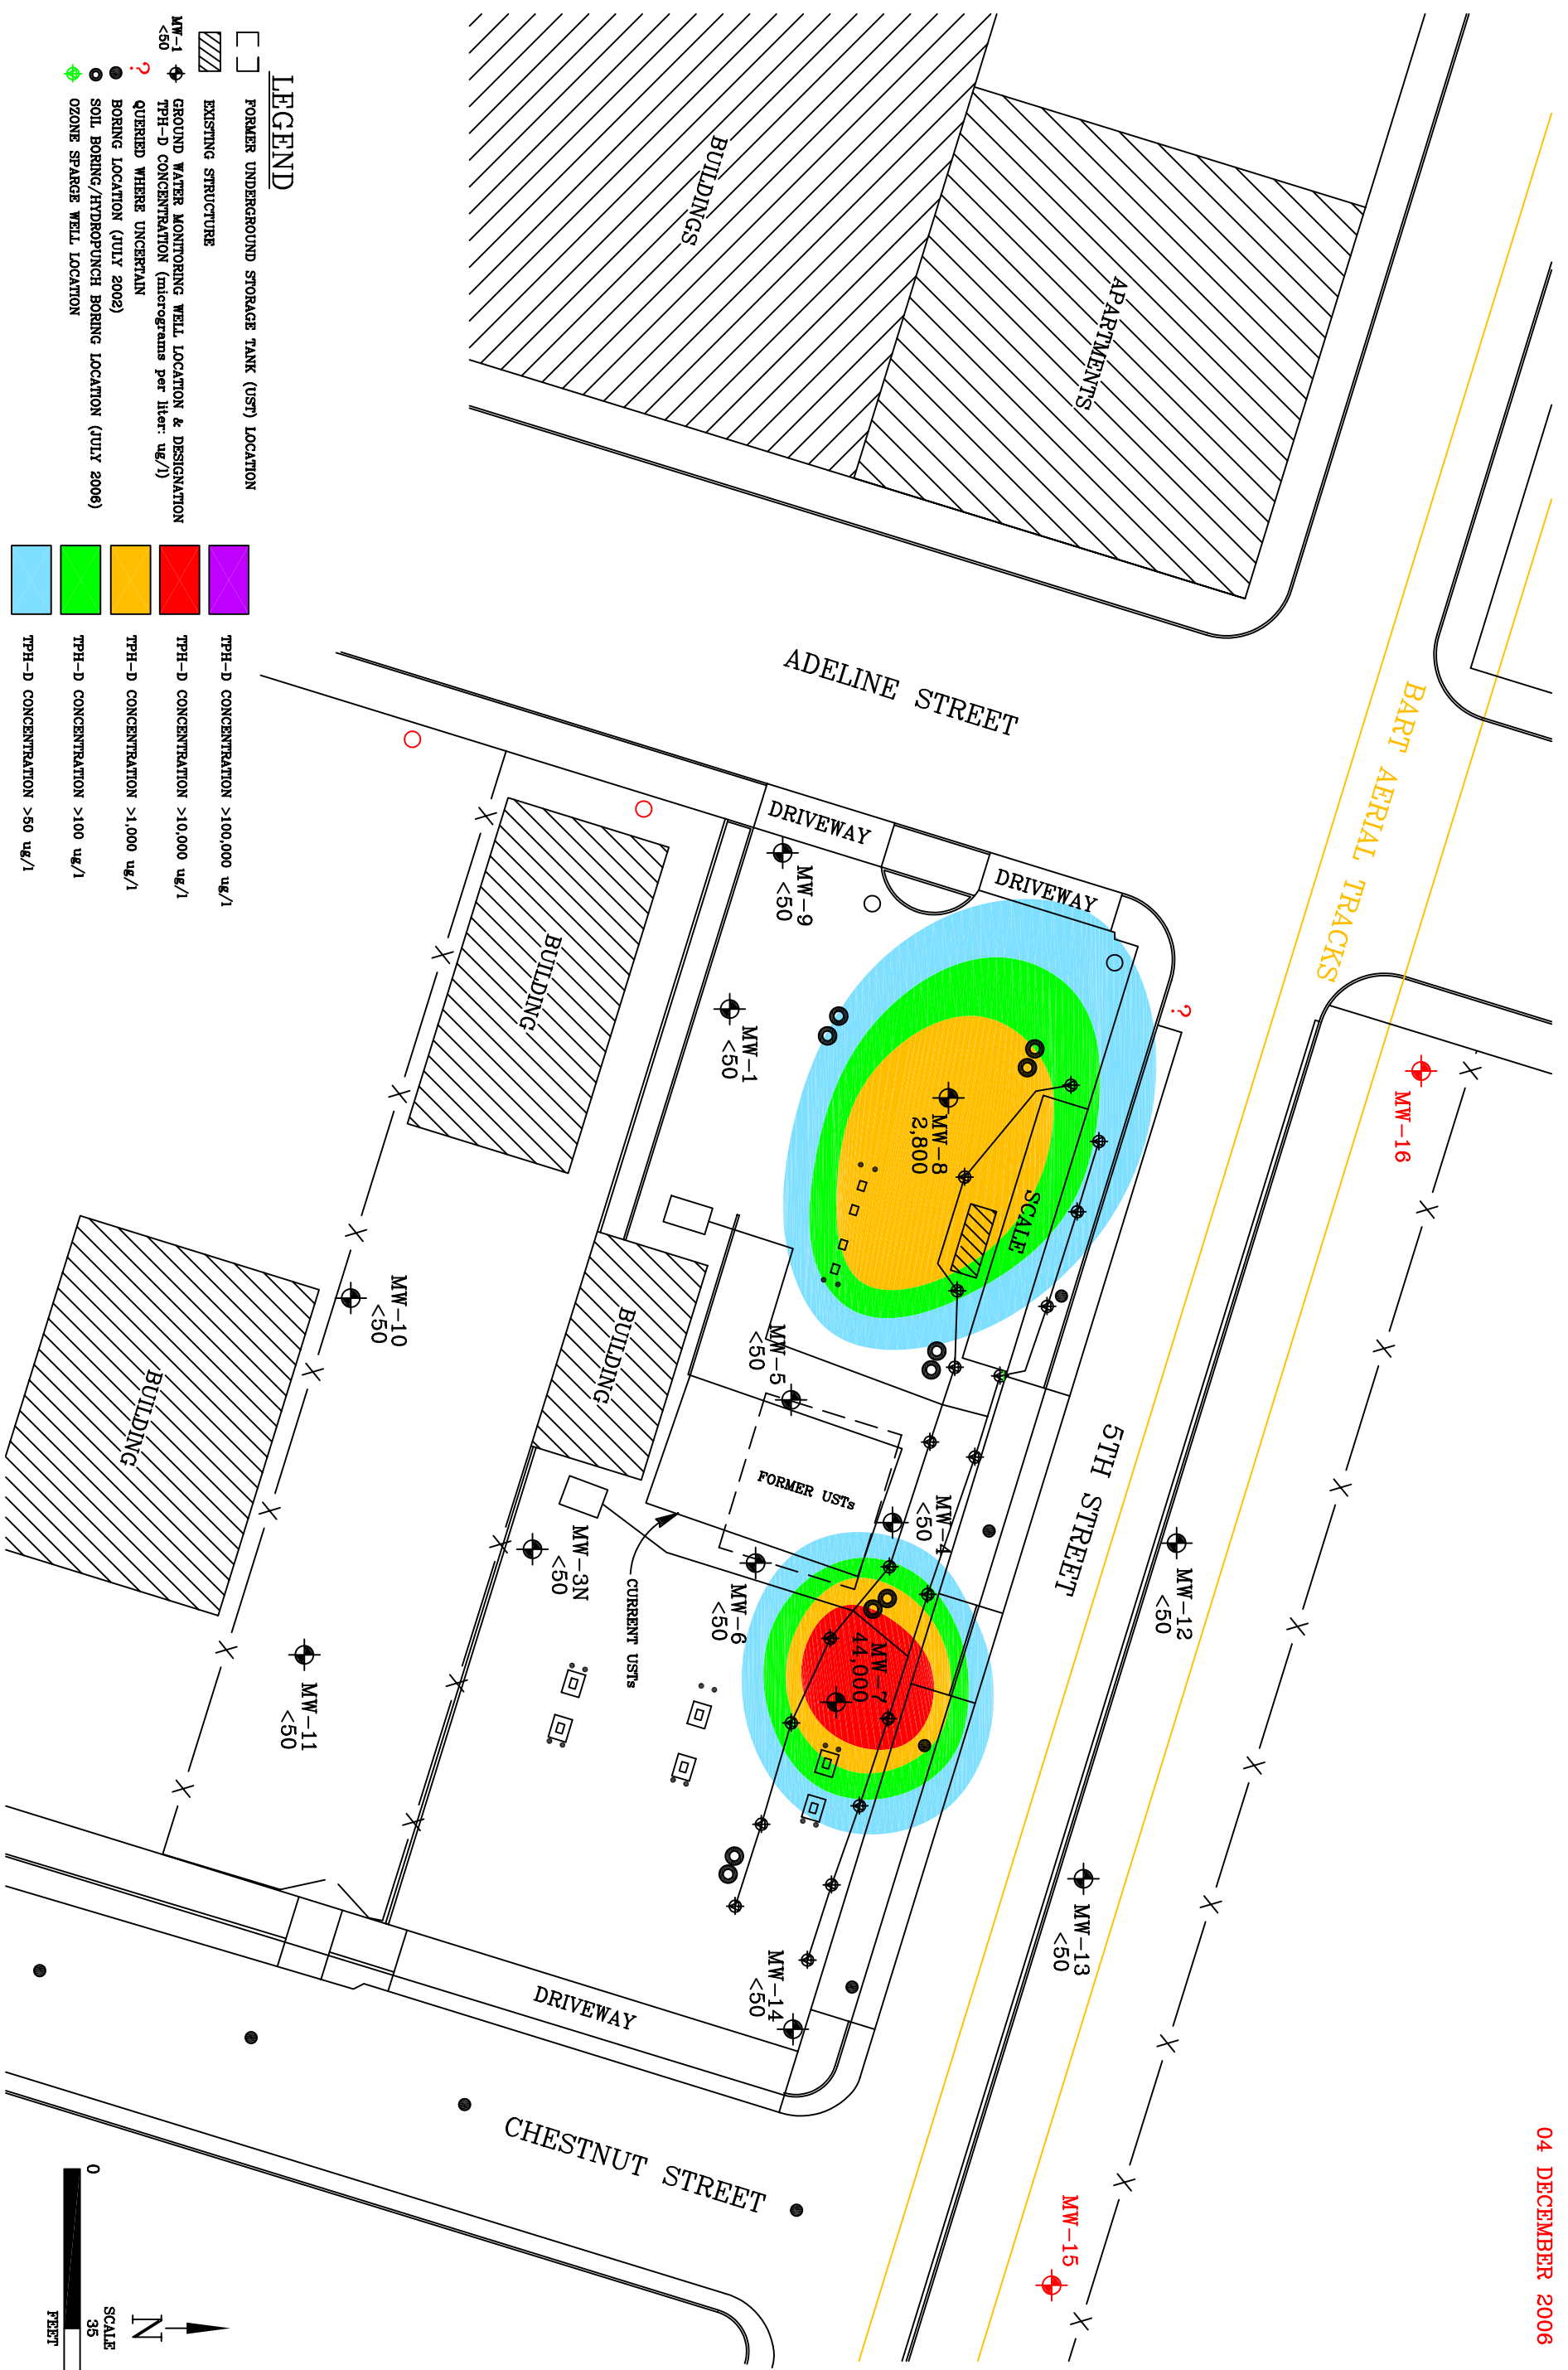 04 DECEMBER 2006
BART AERIAL TRACKS
MW-16
MW-15
APARTMENTS
BUILDINGS
ADELINE STREET
5TH STREET
CHESTNUT STREET
DRIVEWAY
DRIVEWAY
DRIVEWAY
?
MW-12
<50
MW-13
<50
MW-9
<50
MW-1
<50
MW-8
2,800
SCALE
MW-5
<50
MW-4
<50
FORMER USTs
MW-6
<50
MW-7
44,000
CURRENT USTs
MW-3N
<50
MW-14
<50
MW-10
<50
MW-11
<50
BUILDING
BUILDING
BUILDING
LEGEND
FORMER UNDERGROUND STORAGE TANK (UST) LOCATION
EXISTING STRUCTURE
MW-1
<50
GROUND WATER MONITORING WELL LOCATION & DESIGNATION
TPH-D CONCENTRATION (micrograms per liter: ug/l)
?
QUERIED WHERE UNCERTAIN
BORING LOCATION (JULY 2002)
SOIL BORING/HYDROPUNCH BORING LOCATION (JULY 2006)
OZONE SPARGE WELL LOCATION
TPH-D CONCENTRATION >100,000 ug/l
TPH-D CONCENTRATION >10,000 ug/l
TPH-D CONCENTRATION >1,000 ug/l
TPH-D CONCENTRATION >100 ug/l
TPH-D CONCENTRATION >50 ug/l
N
SCALE
0 35
FEET